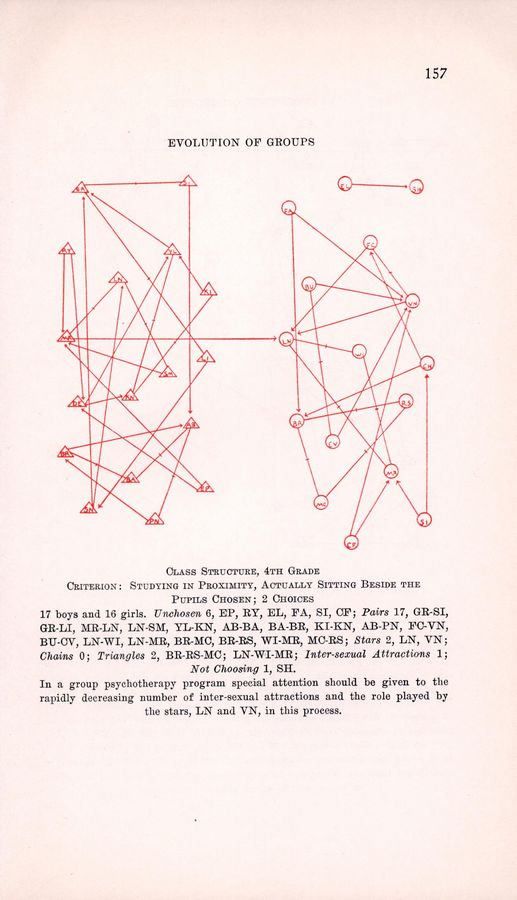 157
EVOLUTION OF GROUPS
CLASS STRUCTURE, 4TH GRADE
CRITERION: STUDYING IN PROXIMITY, ACTUALLY SITTING BESIDE THE
PUPILS CHOSEN; 2 CHOICES
17 boys and 16 girls. Unchosen 6, EP, RY, EL, FA, SI, CF; Pairs 17, GR-SI,
GR-LI, MR-LN, LN-SM, YL-KN, AB-BA, BA-BR, KI-KN, AB-PN, FC-VN,
BU-CV, LN-WI, LN-MR, BR-MC, BR-RS, WI-MR, MC-RS; Stars 2, LN, VN;
Chains 0; Triangles 2, BR-RS-MC; LN-WI-MR; Inter-sexual Attractions 1;
Not Choosing 1, SH.
In a group psychotherapy program special attention should be given to the
rapidly decreasing number of inter-sexual attractions and the role played by
the stars, LN and VN, in this process.